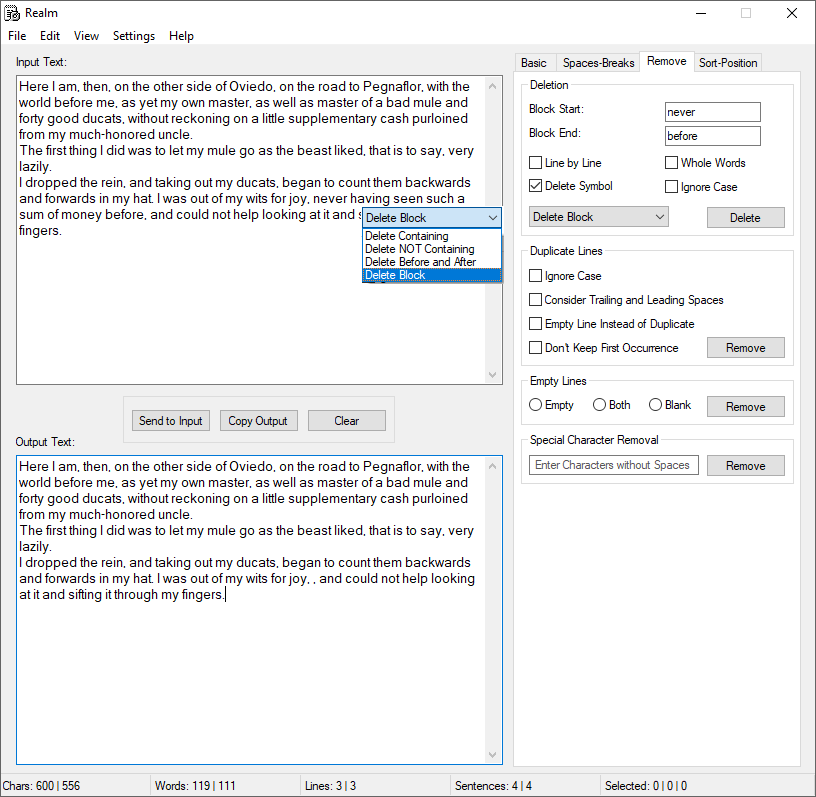 Realm
File Edit View Settings Help
Input Text:
Here I am, then, on the other side of Oviedo, on the road to Pegnaflor, with the
world before me, as yet my own master, as well as master of a bad mule and
forty good ducats, without reckoning on a little supplementary cash purloined
from my much-honored uncle.
The first thing I did was to let my mule go as the beast liked, that is to say, very
lazily.
I dropped the rein, and taking out my ducats, began to count them backwards
and forwards in my hat. I was out of my wits for joy, never having seen such a
sum of money before, and could not help looking at it and s
fingers.
Delete Block
Delete Containing
Delete NOT Containing
Delete Before and After
Delete Block
Send to Input Copy Output Clear
Output Text:
Here I am, then, on the other side of Oviedo, on the road to Pegnaflor, with the
world before me, as yet my own master, as well as master of a bad mule and
forty good ducats, without reckoning on a little supplementary cash purloined
from my much-honored uncle.
The first thing I did was to let my mule go as the beast liked, that is to say, very
lazily.
I dropped the rein, and taking out my ducats, began to count them backwards
and forwards in my hat. I was out of my wits for joy, , and could not help looking
at it and sifting it through my fingers.
Basic Spaces-Breaks Remove Sort-Position
Deletion
Block Start: never
Block End: before
Line by Line Whole Words
Delete Symbol Ignore Case
Delete Block Delete
Duplicate Lines
Ignore Case
Consider Trailing and Leading Spaces
Empty Line Instead of Duplicate
Don't Keep First Occurrence Remove
Empty Lines
Empty Both Blank Remove
Special Character Removal
Enter Characters without Spaces Remove
Chars: 600 | 556 Words: 119 | 111 Lines: 3 | 3 Sentences: 4 | 4 Selected: 0 | 0 | 0